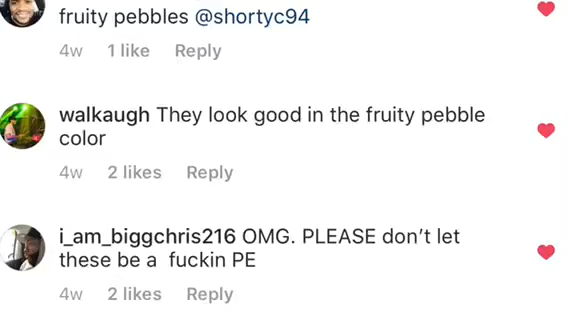 fruity pebbles @shortyc94
4w 1 like Reply
walkaugh They look good in the fruity pebble
color
4w 2 likes Reply
i_am_biggchris216 OMG. PLEASE don’t let
these be a fuckin PE
4w 2 likes Reply